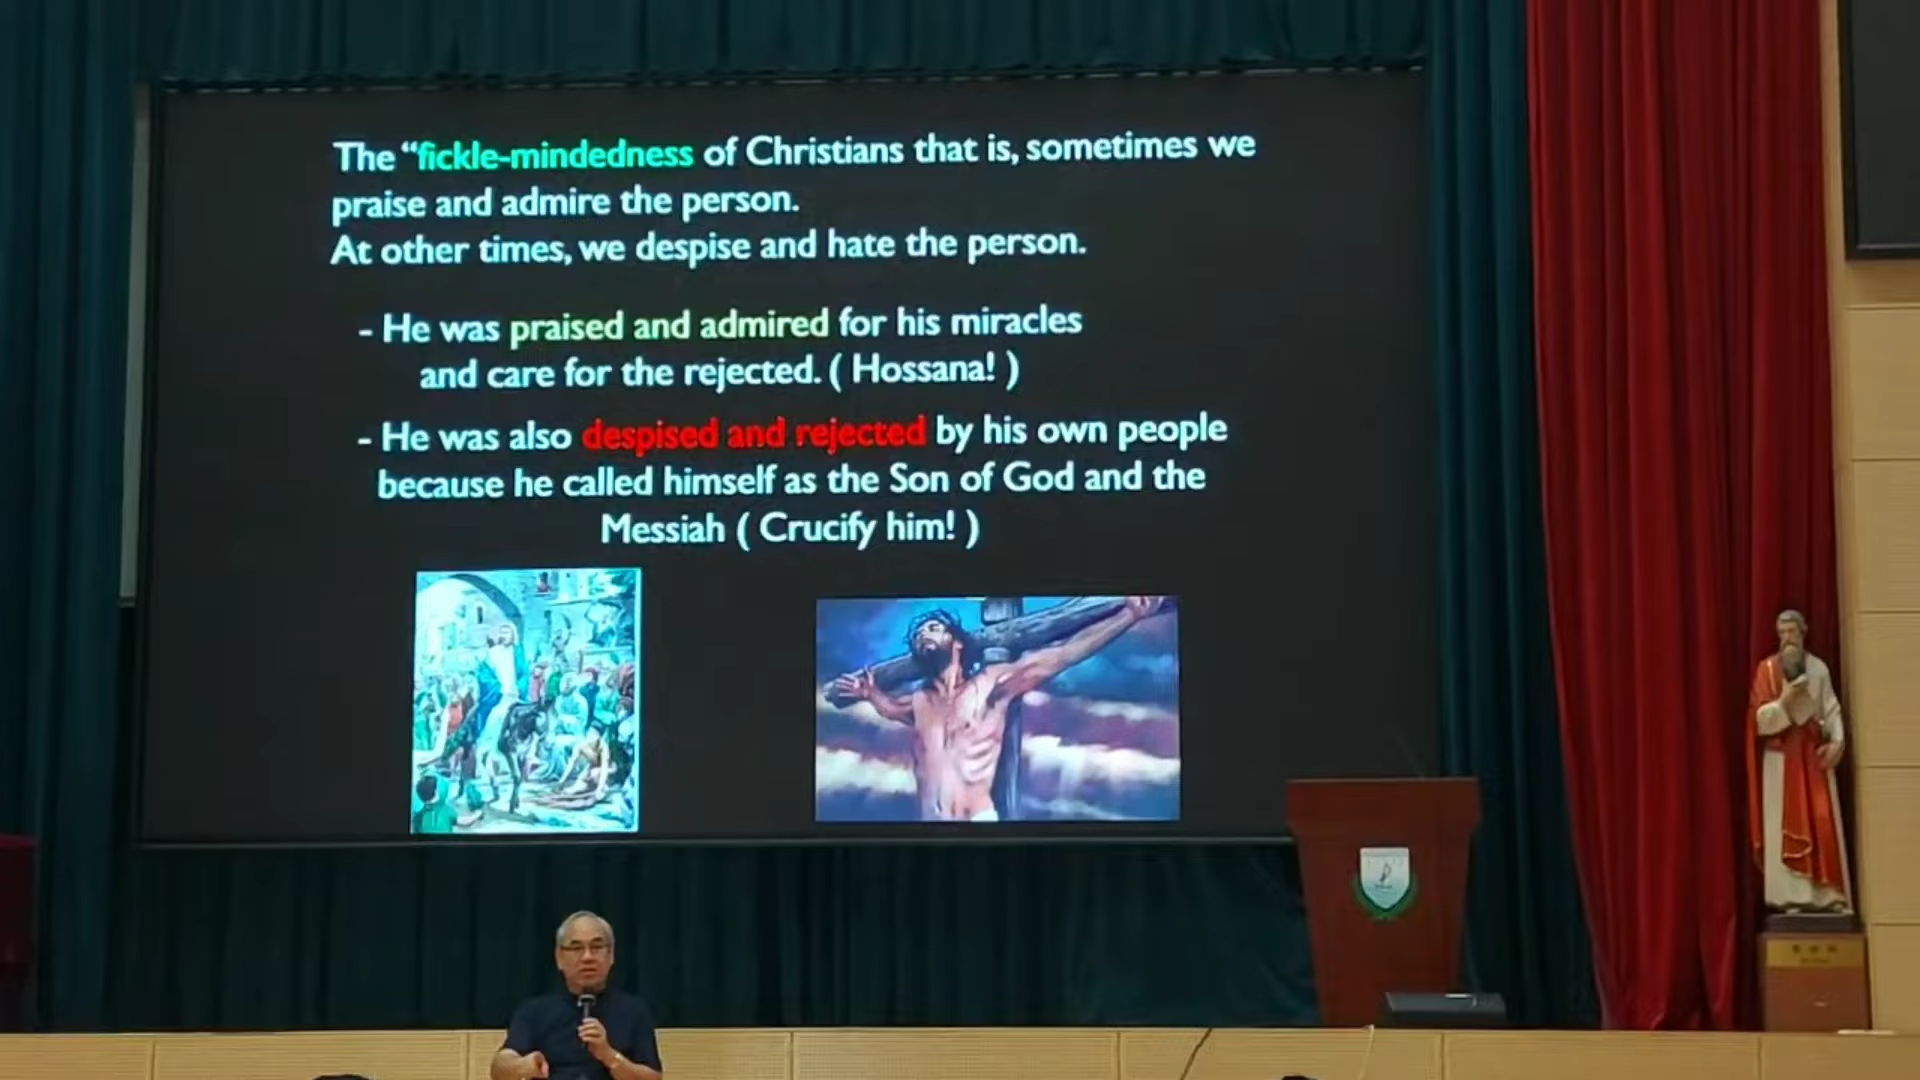 The “fickle-mindedness of Christians that is, sometimes we
praise and admire the person.
At other times, we despise and hate the person.
- He was praised and admired for his miracles
and care for the rejected. ( Hossana! )
- He was also despised and rejected by his own people
because he called himself as the Son of God and the
Messiah ( Crucify him! )